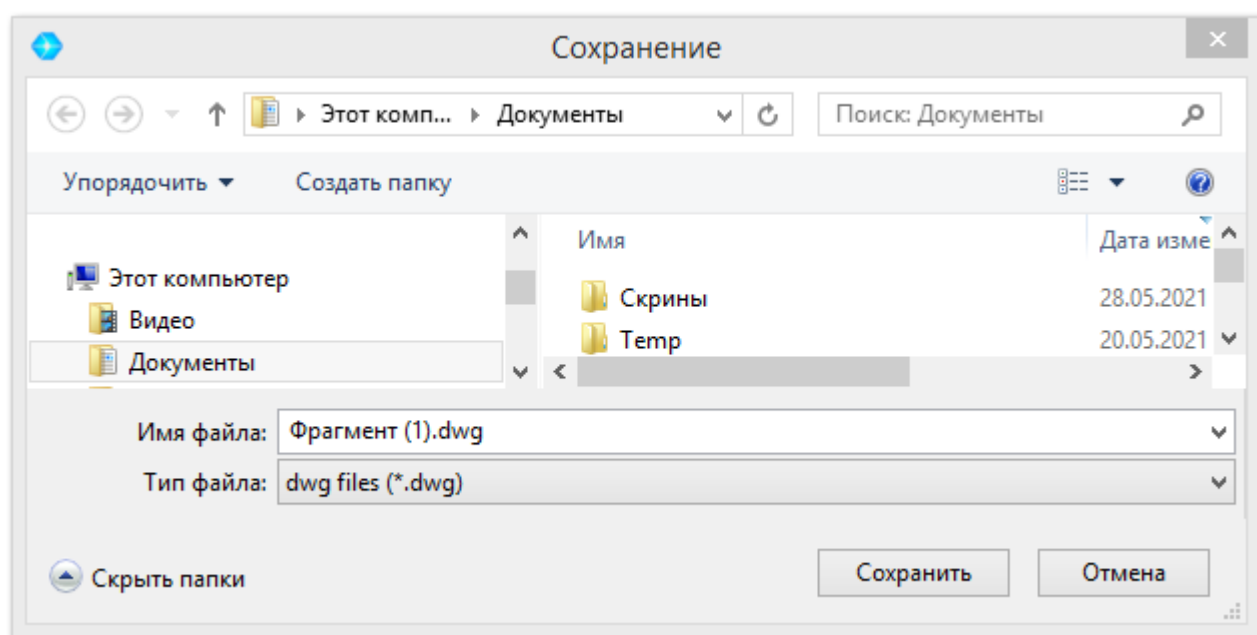 Сохранение
Этот комп... Документы
Поиск: Документы
Упорядочить Создать папку
Имя Дата изме
Этот компьютер
Видео
Документы
Скрины 28.05.2021
Temp 20.05.2021
Имя файла: Фрагмент (1).dwg
Тип файла: dwg files (*.dwg)
Скрыть папки Сохранить Отмена